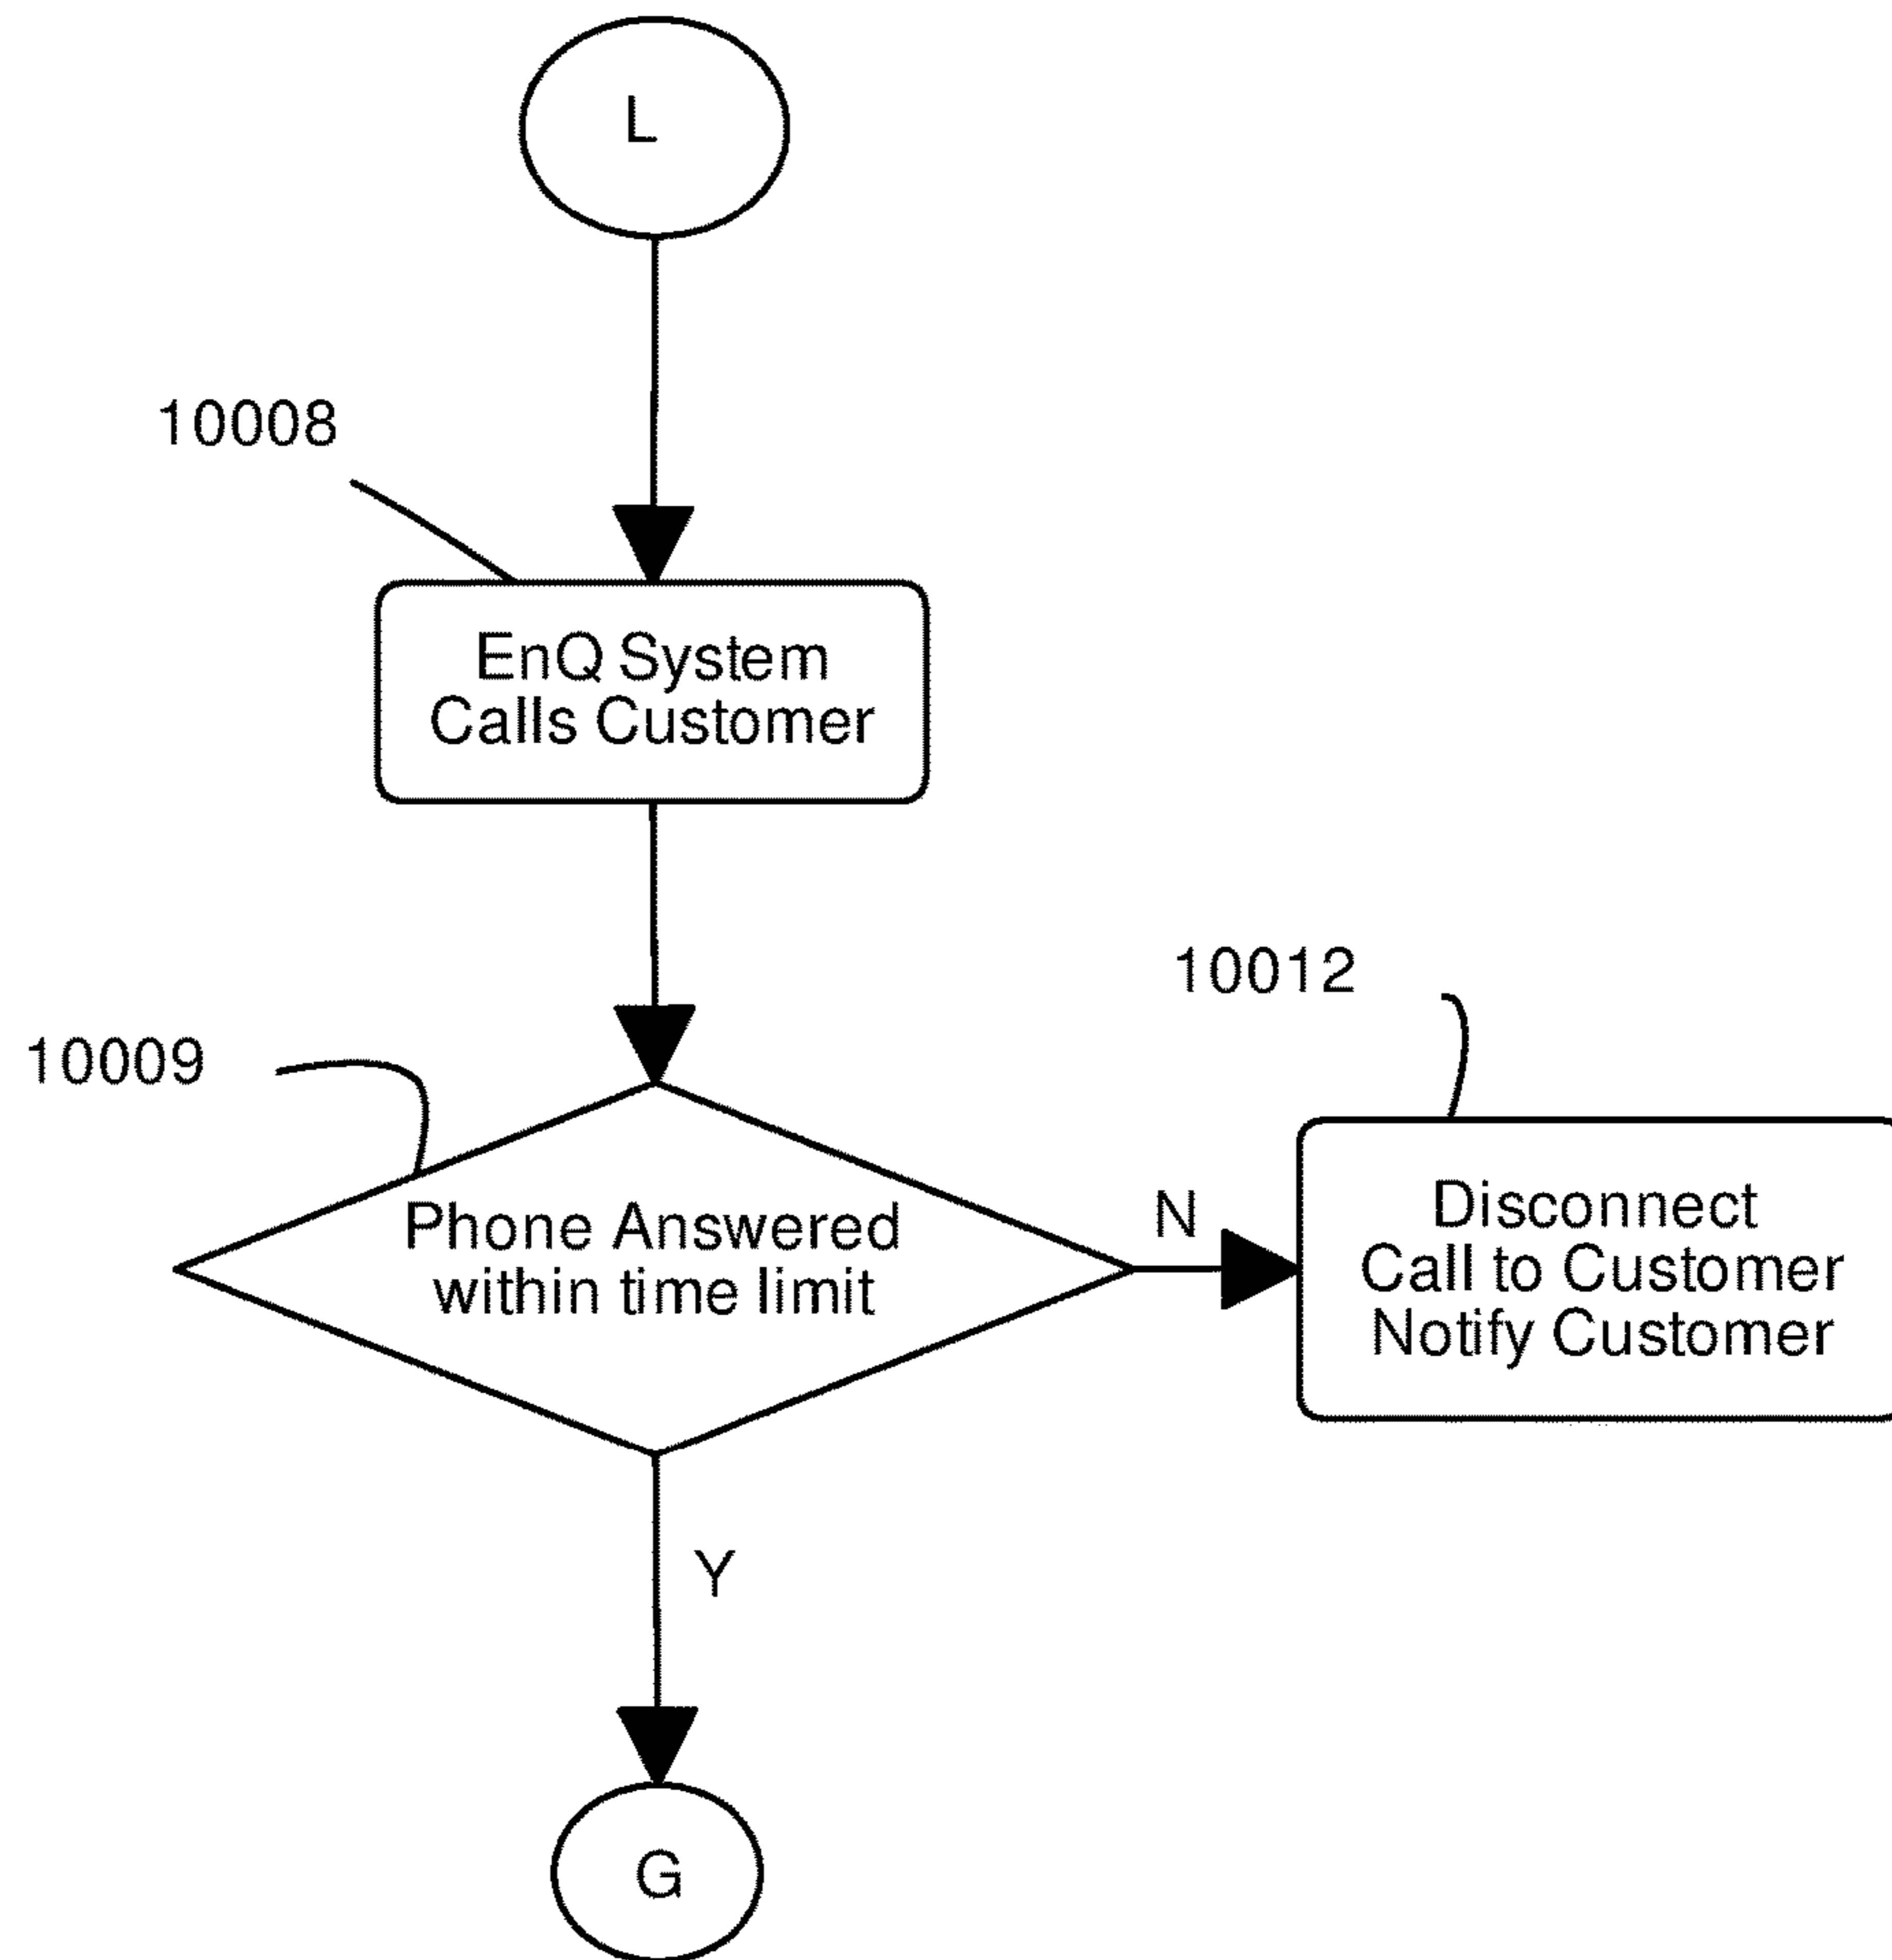 L
10008
EnQ System
Calls Customer
10012
10009
Phone Answered
within time limit
N
Disconnect
Call to Customer
Notify Customer
Y
G